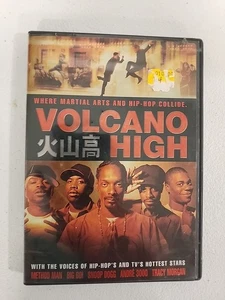 WHERE MARTIAL ARTS AND HIP-HOP COLLIDE.
VOLCANO
火山高 HIGH
WITH THE VOICES OF HIP-HOP'S AND TV'S HOTTEST STARS
METHOD MAN BIG BOI SNOOP DOGG ANDRÉ 3000 TRACY MORGAN